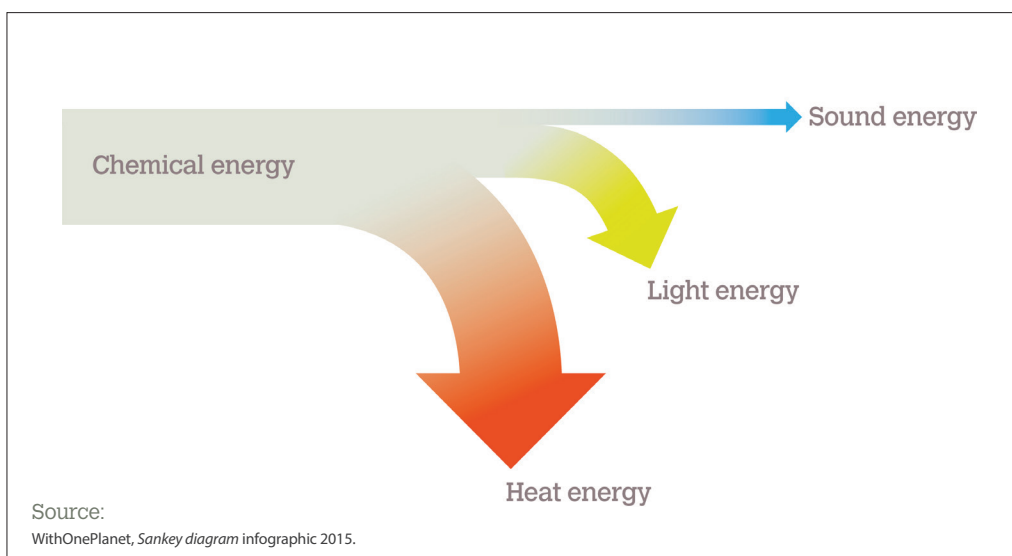 Sound energy
Chemical energy
Light energy
Heat energy
Source:
WithOnePlanet, Sankey diagram infographic 2015.